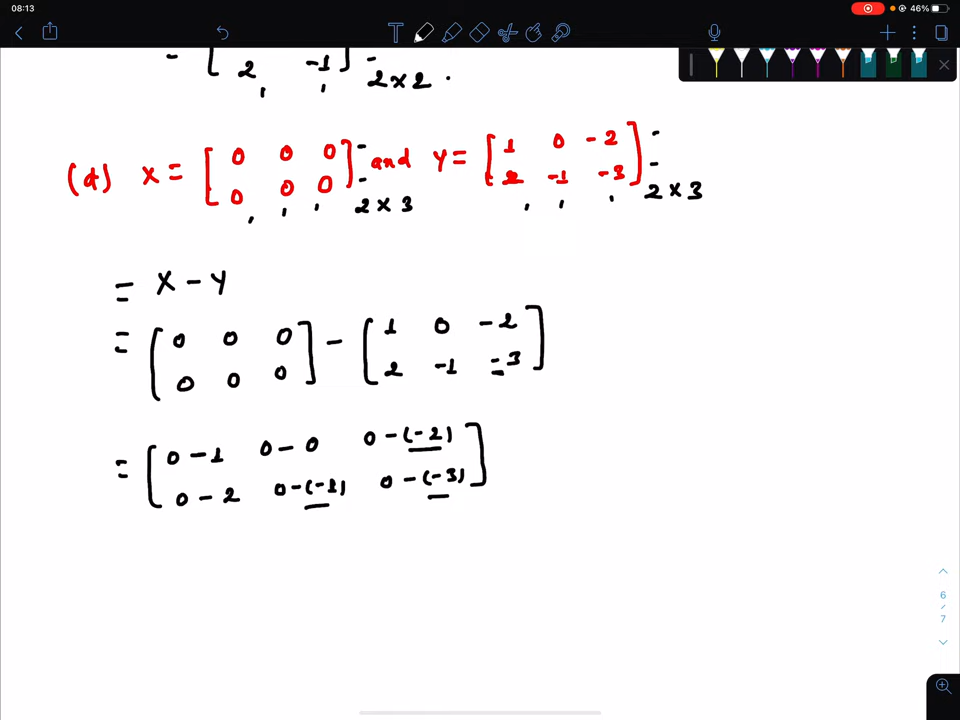 08:13 46%
= [
2 -1 ] 2×2 .
(d) X = [ 0 0 0 ] and Y = [ 1 0 -2 ]
[ 0 0 0 ] 2×3 [ 2 -1 -3 ] 2×3
= X - Y
= [ 0 0 0 ] - [ 1 0 -2 ]
[ 0 0 0 ] [ 2 -1 -3 ]
= [ 0-1 0-0 0-(-2) ]
[ 0-2 0-(-1) 0-(-3) ]
6
/
7